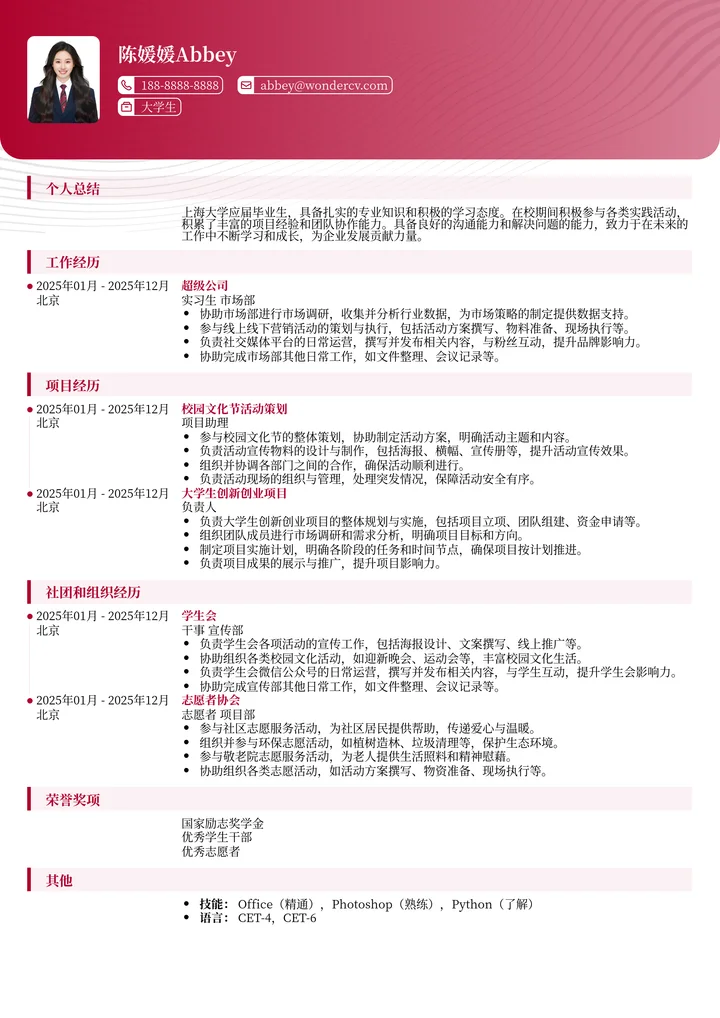 陈媛媛Abbey
188-8888-8888
abbey@wondercv.com
大学生
个人总结
上海大学应届毕业生，具备扎实的专业知识和积极的学习态度。在校期间积极参与各类实践活动，
积累了丰富的项目经验和团队协作能力。具备良好的沟通能力和解决问题的能力，致力于在未来的
工作中不断学习和成长，为企业发展贡献力量。
工作经历
2025年01月 - 2025年12月
北京
超级公司
实习生 市场部
• 协助市场部进行市场调研，收集并分析行业数据，为市场策略的制定提供数据支持。
• 参与线上线下营销活动的策划与执行，包括活动方案撰写、物料准备、现场执行等。
• 负责社交媒体平台的日常运营，撰写并发布相关内容，与粉丝互动，提升品牌影响力。
• 协助完成市场部其他日常工作，如文件整理、会议记录等。
项目经历
2025年01月 - 2025年12月
北京
校园文化节活动策划
项目助理
• 参与校园文化节的整体策划，协助制定活动方案，明确活动主题和内容。
• 负责活动宣传物料的设计与制作，包括海报、横幅、宣传册等，提升活动宣传效果。
• 组织并协调各部门之间的合作，确保活动顺利进行。
• 负责活动现场的组织与管理，处理突发情况，保障活动安全有序。
2025年01月 - 2025年12月
北京
大学生创新创业项目
负责人
• 负责大学生创新创业项目的整体规划与实施，包括项目立项、团队组建、资金申请等。
• 组织团队成员进行市场调研和需求分析，明确项目目标和方向。
• 制定项目实施计划，明确各阶段的任务和时间节点，确保项目按计划推进。
• 负责项目成果的展示与推广，提升项目影响力。
社团和组织经历
2025年01月 - 2025年12月
北京
学生会
干事 宣传部
• 负责学生会各项活动的宣传工作，包括海报设计、文案撰写、线上推广等。
• 协助组织各类校园文化活动，如迎新晚会、运动会等，丰富校园文化生活。
• 负责学生会微信公众号的日常运营，撰写并发布相关内容，与学生互动，提升学生会影响力。
• 协助完成宣传部其他日常工作，如文件整理、会议记录等。
2025年01月 - 2025年12月
北京
志愿者协会
志愿者 项目部
• 参与社区志愿服务活动，为社区居民提供帮助，传递爱心与温暖。
• 组织并参与环保志愿活动，如植树造林、垃圾清理等，保护生态环境。
• 参与敬老院志愿服务活动，为老人提供生活照料和精神慰藉。
• 协助组织各类志愿活动，如活动方案撰写、物资准备、现场执行等。
荣誉奖项
国家励志奖学金
优秀学生干部
优秀志愿者
其他
• 技能： Office（精通），Photoshop（熟练），Python（了解）
• 语言： CET-4，CET-6